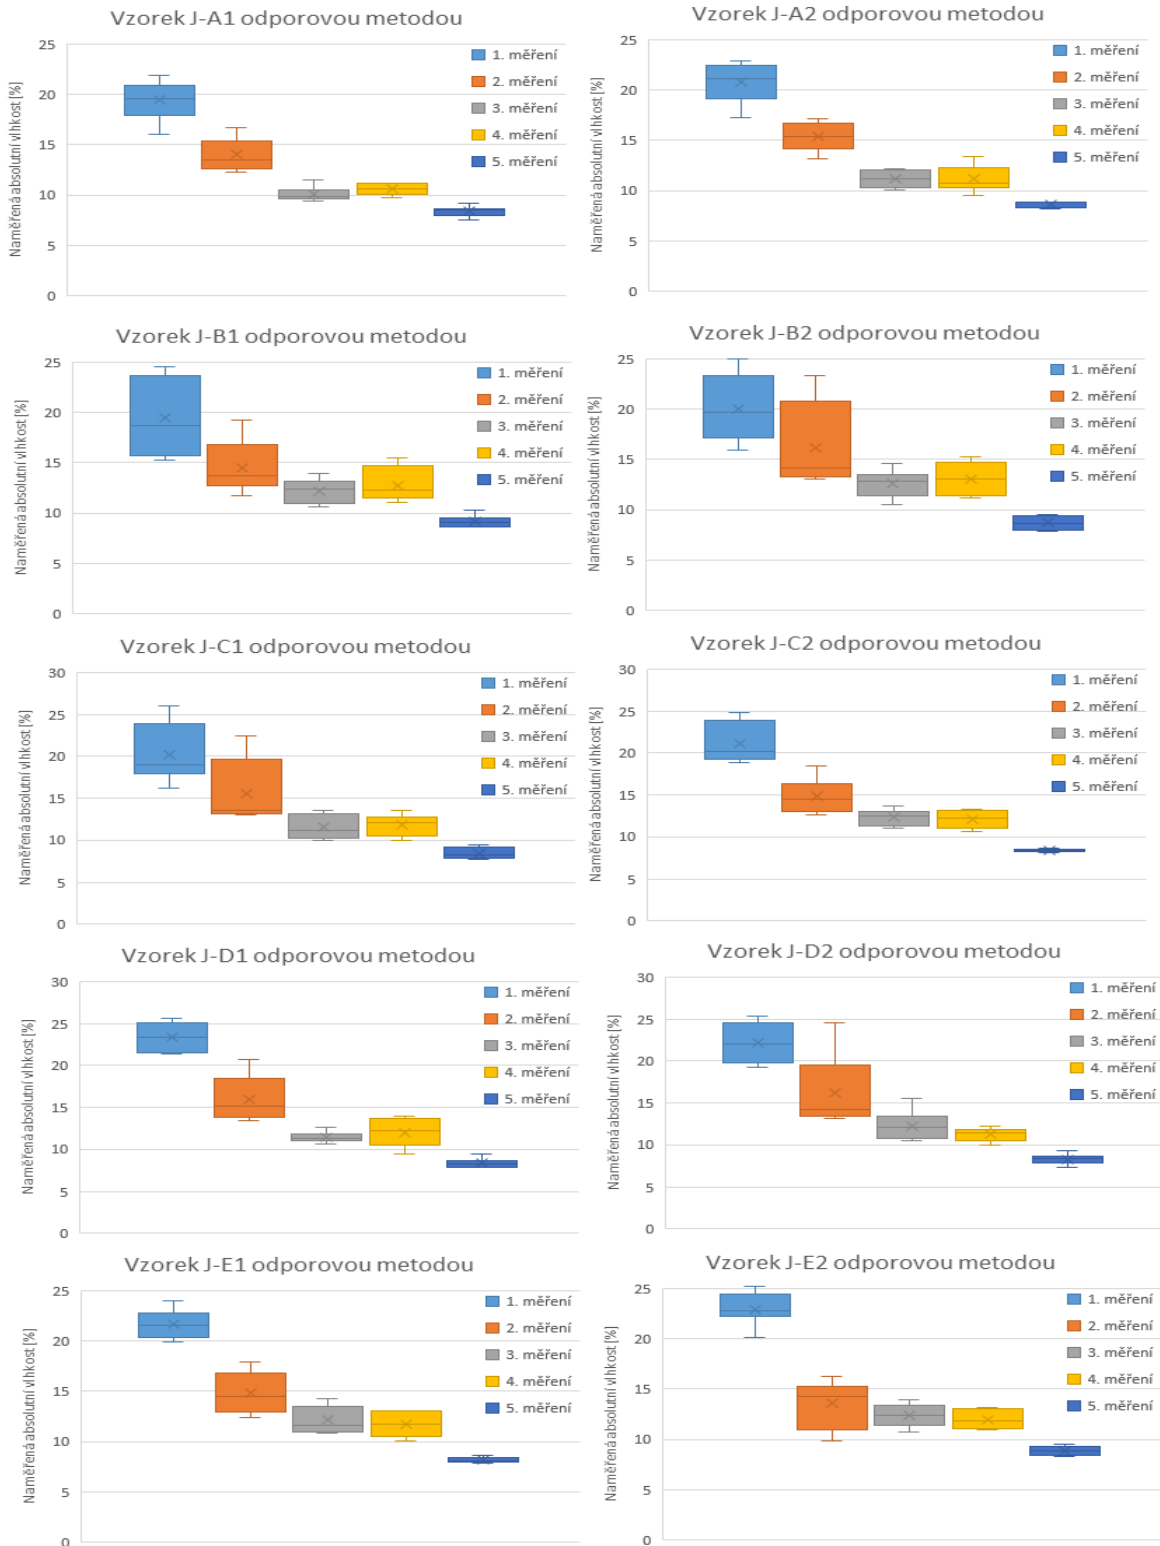 Vzorek J-A1 odporovou metodou
Naměřená absolutní vlhkost [%]
25
20
15
10
5
0
1. měření
2. měření
3. měření
4. měření
5. měření
Vzorek J-A2 odporovou metodou
Naměřená absolutní vlhkost [%]
25
20
15
10
5
0
1. měření
2. měření
3. měření
4. měření
5. měření
Vzorek J-B1 odporovou metodou
Naměřená absolutní vlhkost [%]
25
20
15
10
5
0
1. měření
2. měření
3. měření
4. měření
5. měření
Vzorek J-B2 odporovou metodou
Naměřená absolutní vlhkost [%]
25
20
15
10
5
0
1. měření
2. měření
3. měření
4. měření
5. měření
Vzorek J-C1 odporovou metodou
Naměřená absolutní vlhkost [%]
30
25
20
15
10
5
0
1. měření
2. měření
3. měření
4. měření
5. měření
Vzorek J-C2 odporovou metodou
Naměřená absolutní vlhkost [%]
30
25
20
15
10
5
0
1. měření
2. měření
3. měření
4. měření
5. měření
Vzorek J-D1 odporovou metodou
Naměřená absolutní vlhkost [%]
30
25
20
15
10
5
0
1. měření
2. měření
3. měření
4. měření
5. měření
Vzorek J-D2 odporovou metodou
Naměřená absolutní vlhkost [%]
30
25
20
15
10
5
0
1. měření
2. měření
3. měření
4. měření
5. měření
Vzorek J-E1 odporovou metodou
Naměřená absolutní vlhkost [%]
25
20
15
10
5
0
1. měření
2. měření
3. měření
4. měření
5. měření
Vzorek J-E2 odporovou metodou
Naměřená absolutní vlhkost [%]
25
20
15
10
5
0
1. měření
2. měření
3. měření
4. měření
5. měření